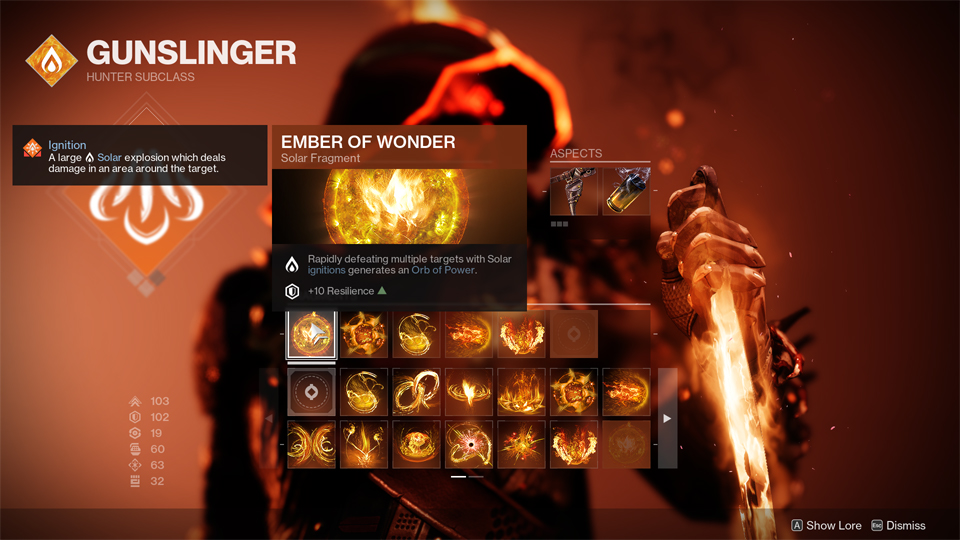 GUNSLINGER
HUNTER SUBCLASS
Ignition
A large Solar explosion which deals
damage in an area around the target.
EMBER OF WONDER
Solar Fragment
Rapidly defeating multiple targets with Solar
ignitions generates an Orb of Power.
+10 Resilience
ASPECTS
103
102
19
60
63
32
A Show Lore Esc Dismiss